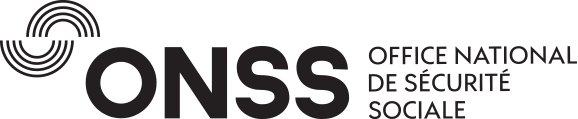 ONSS
OFFICE NATIONAL
DE SÉCURITÉ
SOCIALE